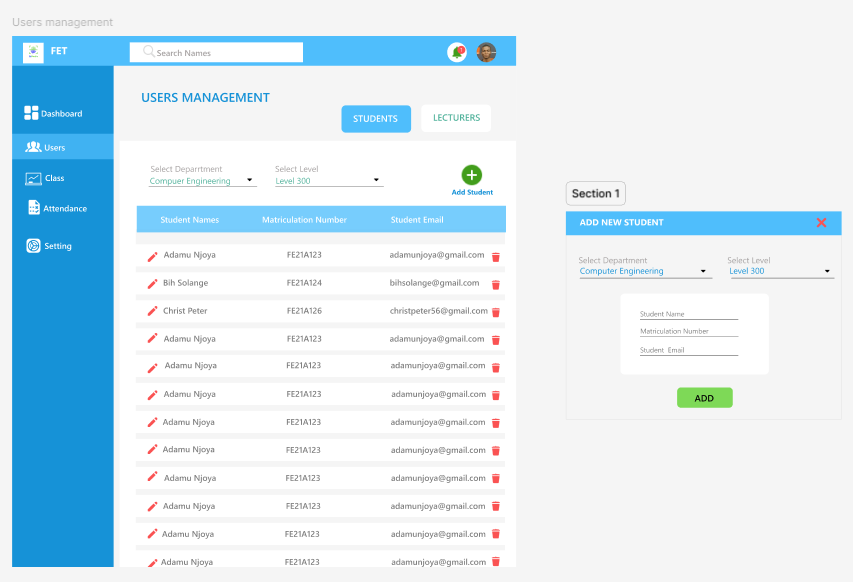 Users management
FET
Search Names
USERS MANAGEMENT
STUDENTS
LECTURERS
Dashboard
Users
Class
Attendance
Setting
Select Deparrtment
Compuer Engineering
Select Level
Level 300
Add Student
Student Names Matriculation Number Student Email
Adamu Njoya FE21A123 adamunjoya@gmail.com
Bih Solange FE21A124 bihsolange@gmail.com
Christ Peter FE21A126 christpeter56@gmail.com
Adamu Njoya FE21A123 adamunjoya@gmail.com
Adamu Njoya FE21A123 adamunjoya@gmail.com
Adamu Njoya FE21A123 adamunjoya@gmail.com
Adamu Njoya FE21A123 adamunjoya@gmail.com
Adamu Njoya FE21A123 adamunjoya@gmail.com
Adamu Njoya FE21A123 adamunjoya@gmail.com
Adamu Njoya FE21A123 adamunjoya@gmail.com
Adamu Njoya FE21A123 adamunjoya@gmail.com
Adamu Njoya FE21A123 adamunjoya@gmail.com
Section 1
ADD NEW STUDENT
Select Department
Computer Engineering
Select Level
Level 300
Student Name
Matriculation Number
Student Email
ADD